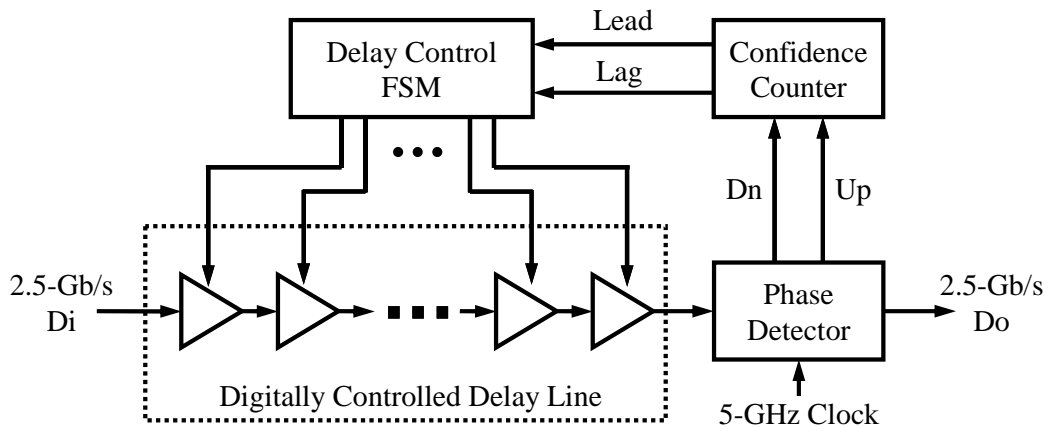 Delay Control
FSM
Lead
Lag
Confidence
Counter
Dn
Up
2.5-Gb/s
Di
Digitally Controlled Delay Line
Phase
Detector
2.5-Gb/s
Do
5-GHz Clock